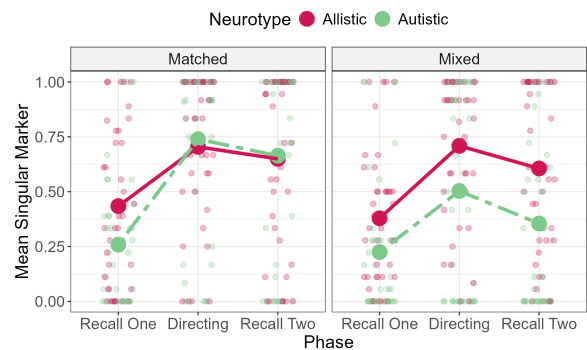 Neurotype Allistic Autistic
Matched Mixed
1.00
0.75
0.50
0.25
0.00
Mean Singular Marker
Recall One Directing Recall Two Recall One Directing Recall Two
Phase